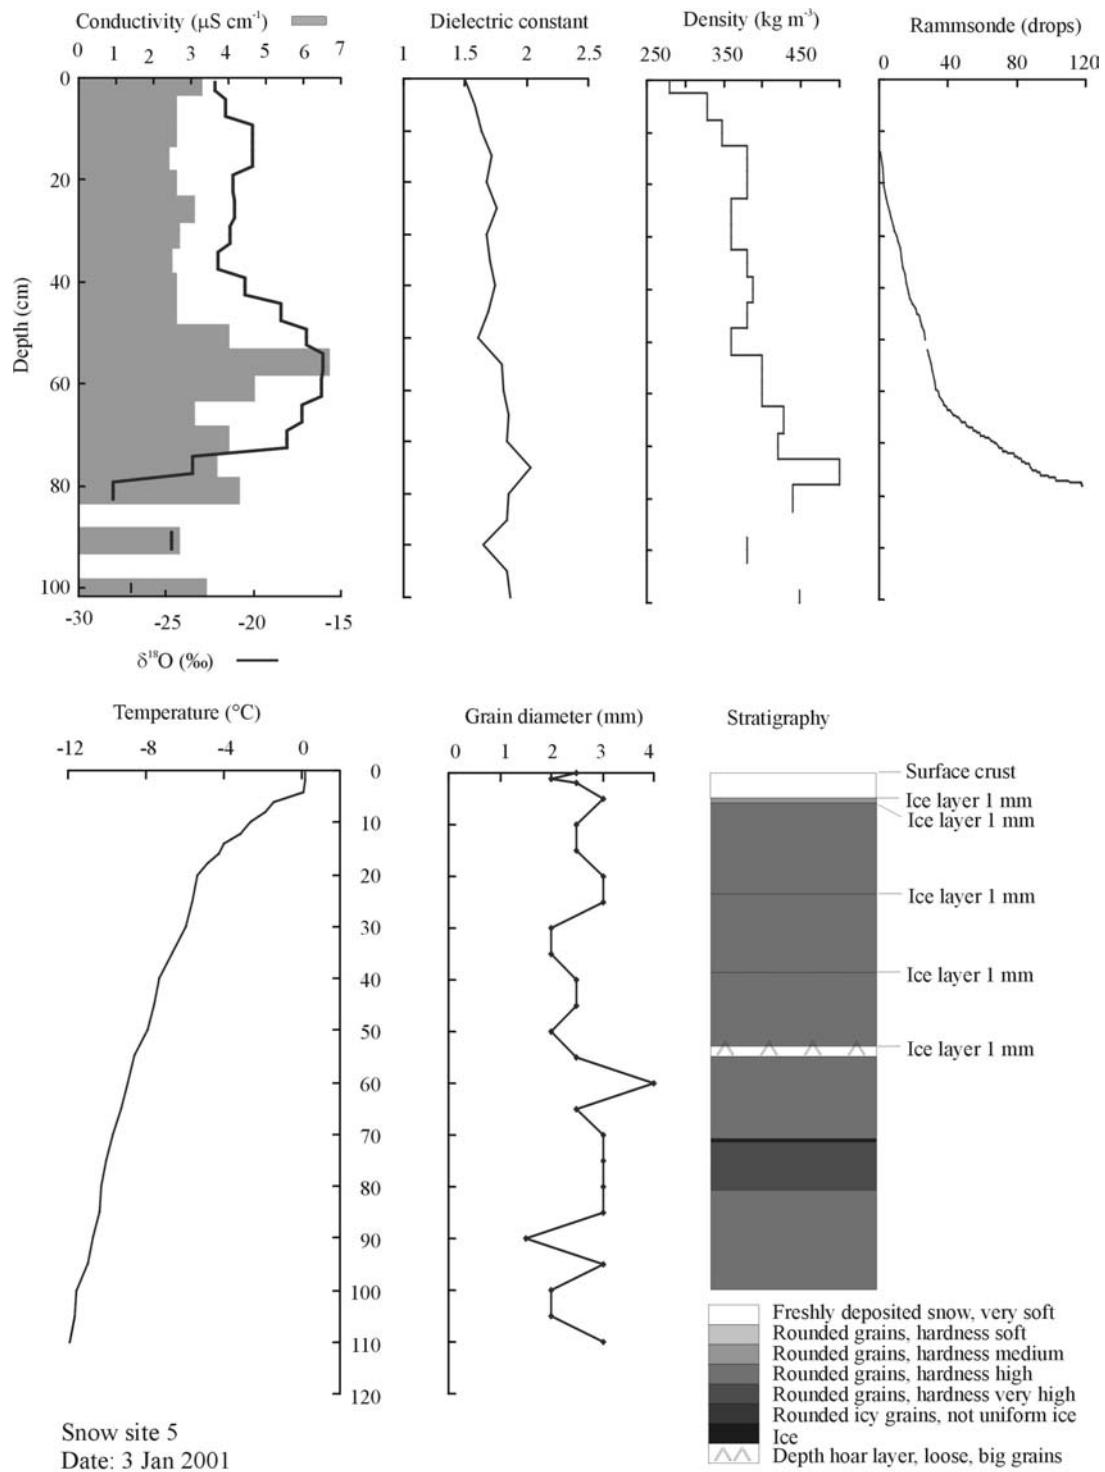 Conductivity (µS cm⁻¹)
0 1 2 3 4 5 6 7
Dielectric constant
1 1.5 2 2.5
Density (kg m⁻³)
250 350 450
Rammsonde (drops)
0 40 80 120
Depth (cm)
0
20
40
60
80
100
-30 -25 -20 -15
δ¹⁸O (‰)
Temperature (°C)
-12 -8 -4 0
Grain diameter (mm)
0 1 2 3 4
Stratigraphy
0
10
20
30
40
50
60
70
80
90
100
110
120
Surface crust
Ice layer 1 mm
Ice layer 1 mm
Ice layer 1 mm
Ice layer 1 mm
Ice layer 1 mm
Freshly deposited snow, very soft
Rounded grains, hardness soft
Rounded grains, hardness medium
Rounded grains, hardness high
Rounded grains, hardness very high
Rounded icy grains, not uniform ice
Ice
Depth hoar layer, loose, big grains
Snow site 5
Date: 3 Jan 2001